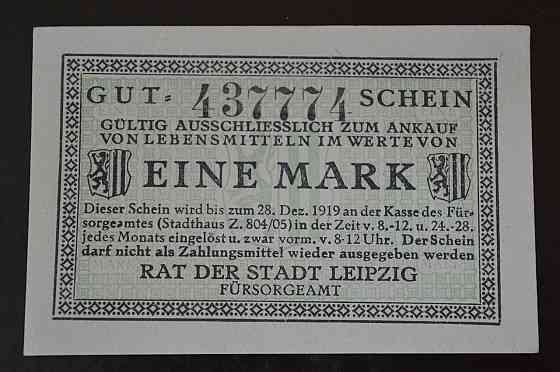 GUT= 437774 SCHEIN
GÜLTIG AUSSCHLIESSLICH ZUM ANKAUF
VON LEBENSMITTELN IM WERTE VON
EINE MARK
Dieser Schein wird bis zum 28. Dez. 1919 an der Kasse des Für-
sorgeamtes (Stadthaus Z. 804/05) in der Zeit v. 8.-12. u. 24.-28.
jedes Monats eingelöst u. zwar vorm. v. 8-12 Uhr. Der Schein
darf nicht als Zahlungsmittel wieder ausgegeben werden
RAT DER STADT LEIPZIG
FÜRSORGEAMT